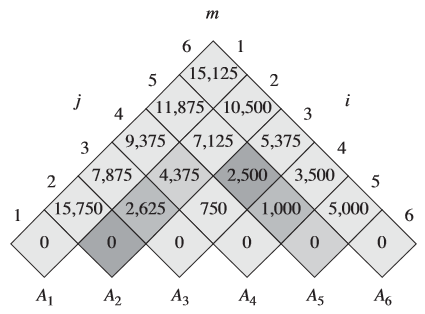 m
6 1
15,125
5 2
j 11,875 10,500 i
4 3
9,375 7,125 5,375
3 4
7,875 4,375 2,500 3,500
2 5
15,750 2,625 750 1,000 5,000
1 6
0 0 0 0 0 0
A1 A2 A3 A4 A5 A6